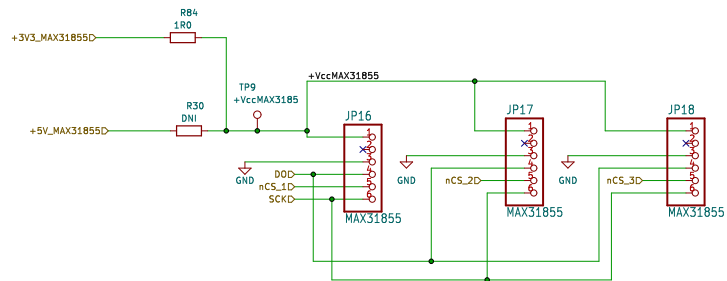 R84
1R0
+3V3_MAX31855
+VccMAX31855
TP9
+VccMAX3185
R30
DNI
+5V_MAX31855
JP16
1
2
3
4
5
6
MAX31855
GND
DO
nCS_1
SCK
JP17
1
2
3
4
5
6
MAX31855
GND
nCS_2
JP18
1
2
3
4
5
6
MAX31855
GND
nCS_3